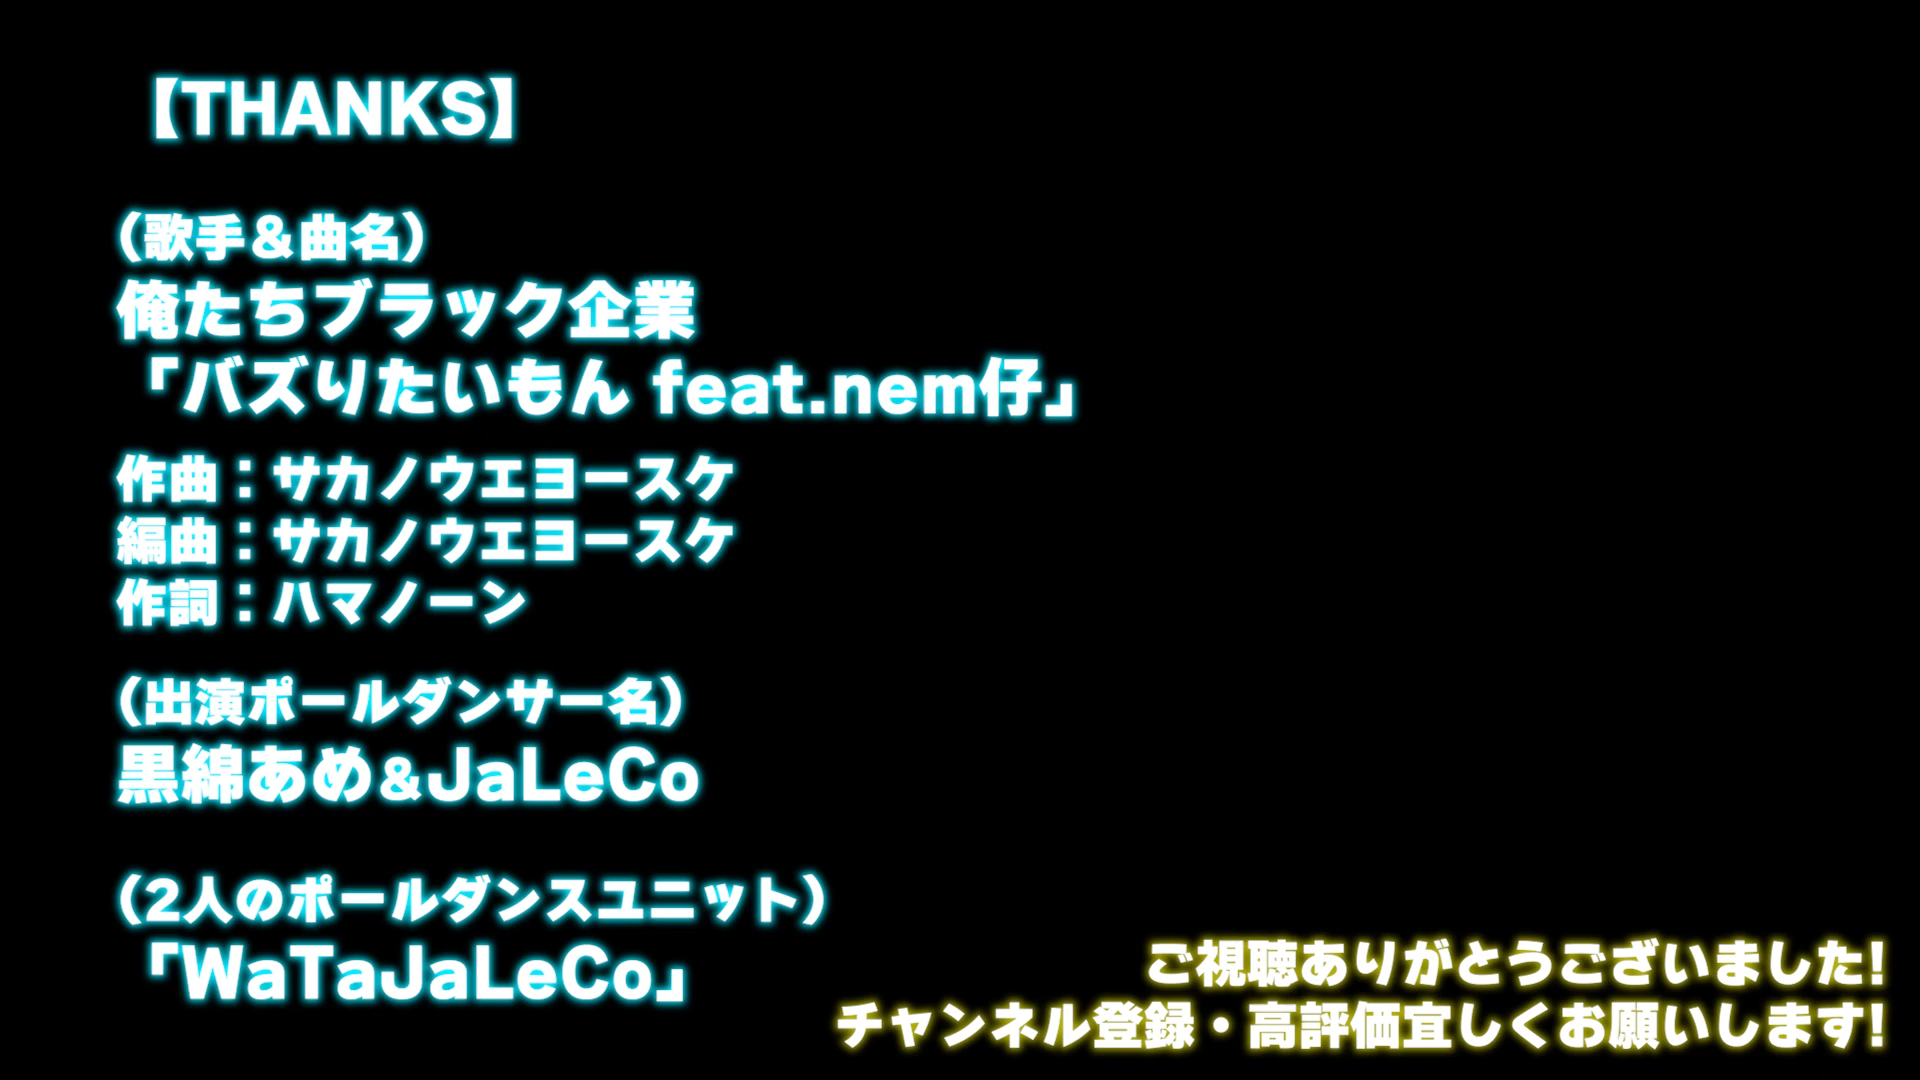 【THANKS】
（歌手＆曲名）
俺たちブラック企業
「バズりたいもん feat.nem仔」
作曲：サカノウエヨースケ
編曲：サカノウエヨースケ
作詞：ハマノーン
（出演ポールダンサー名）
黒綿あめ&JaLeCo
（2人のポールダンスユニット）
「WaTaJaLeCo」
ご視聴ありがとうございました!
チャンネル登録・高評価宜しくお願いします!